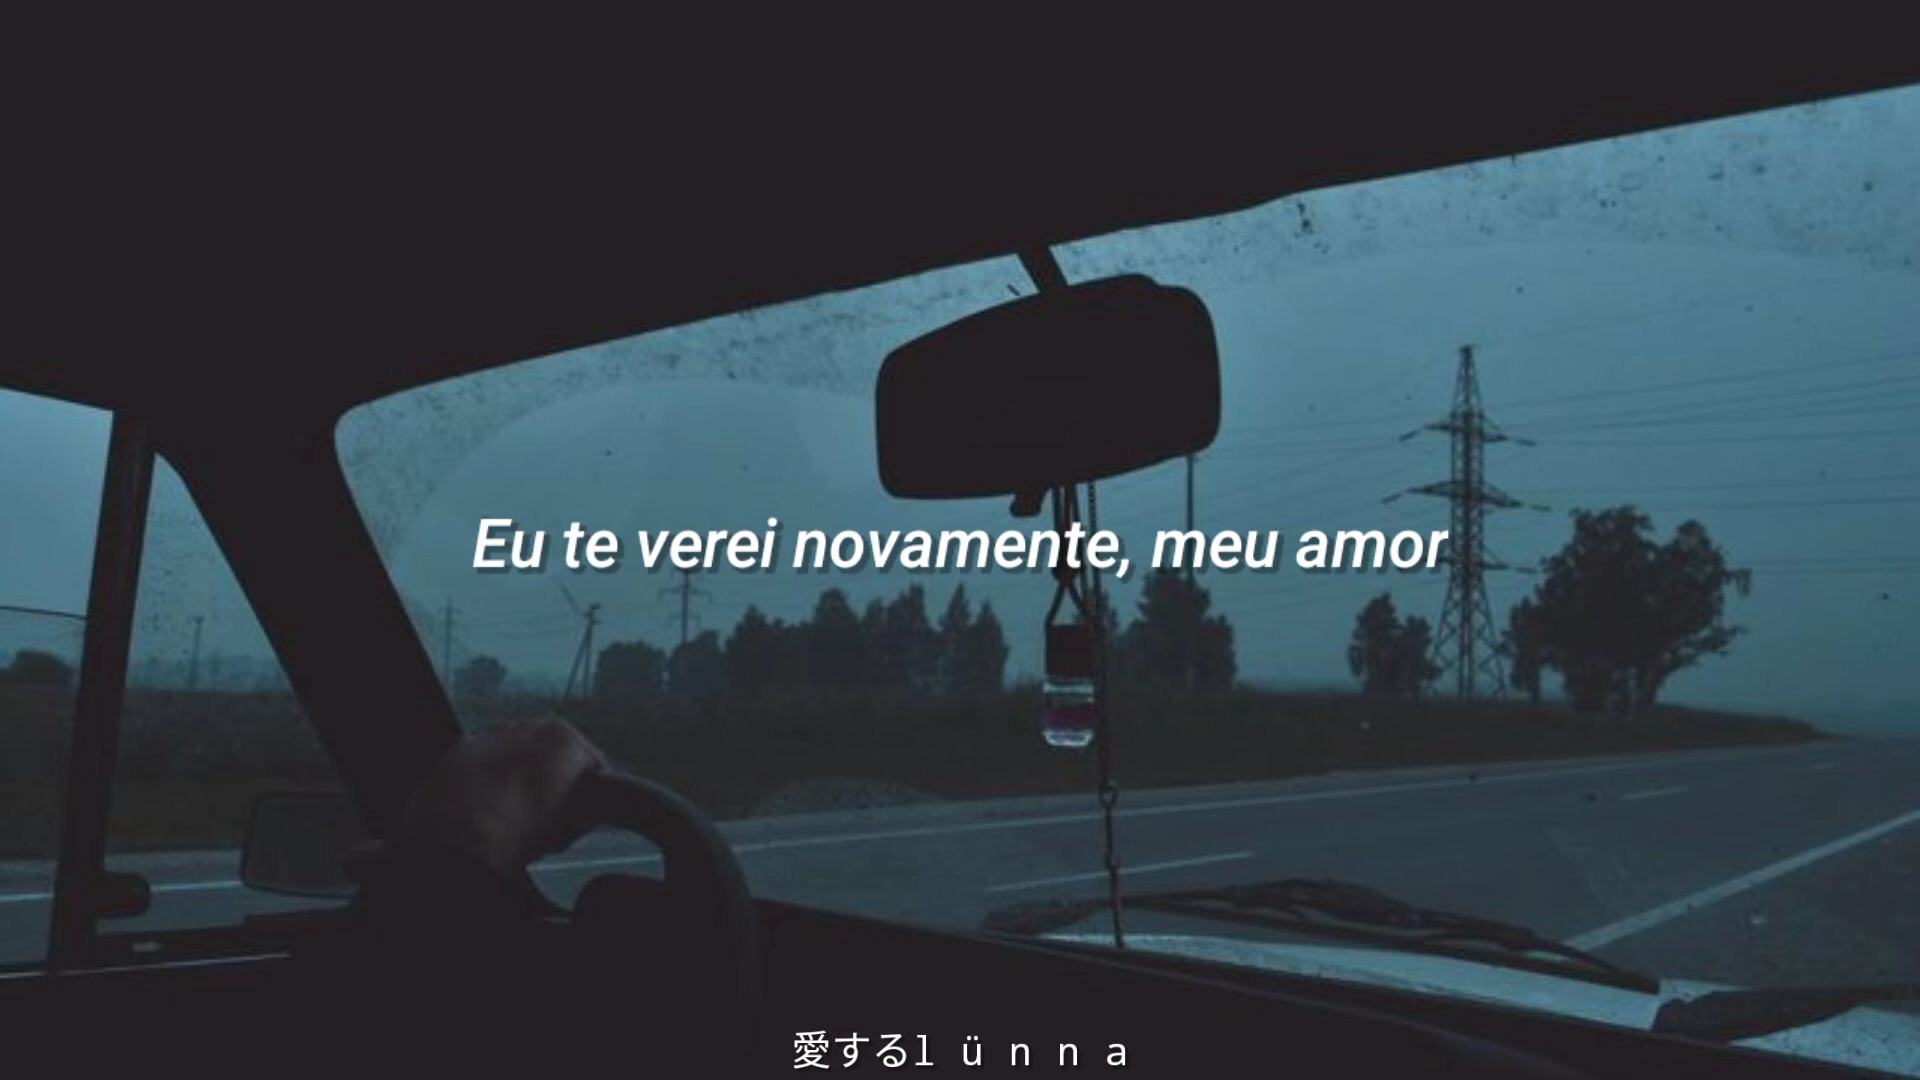 Eu te verei novamente, meu amor
愛するl ü n n a